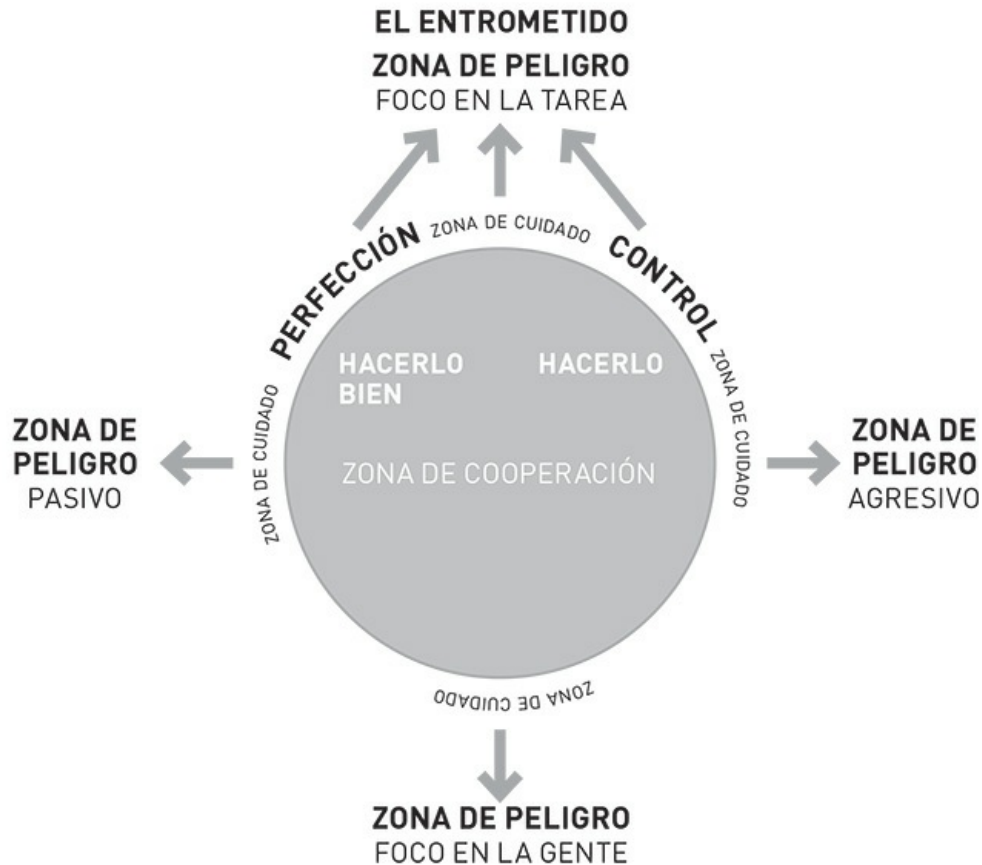 EL ENTROMETIDO
ZONA DE PELIGRO
FOCO EN LA TAREA
ZONA DE CUIDADO
PERFECCIÓN
CONTROL
HACERLO
BIEN
HACERLO
ZONA DE CUIDADO
ZONA DE CUIDADO
ZONA DE
PELIGRO
PASIVO
ZONA DE COOPERACIÓN
ZONA DE
PELIGRO
AGRESIVO
ZONA DE CUIDADO
ZONA DE PELIGRO
FOCO EN LA GENTE